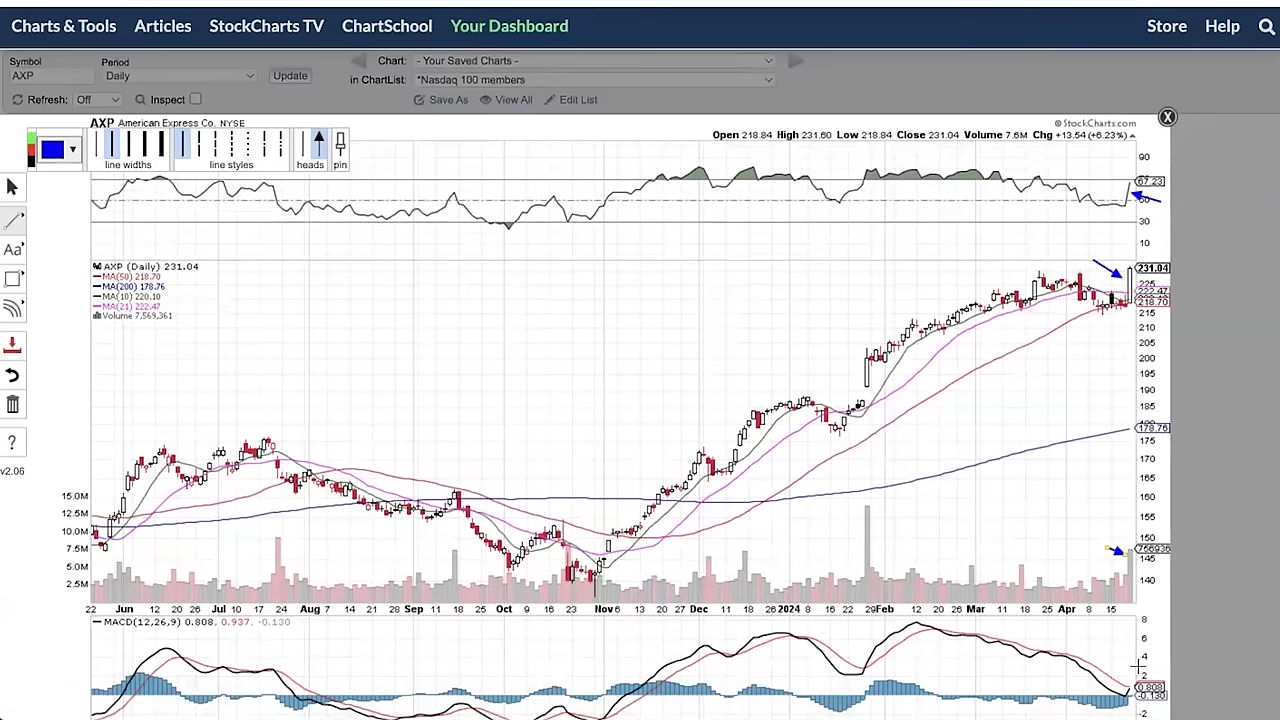 Charts & Tools Articles StockCharts TV ChartSchool Your Dashboard Store Help
Symbol Period Chart: - Your Saved Charts -
AXP Daily Update in ChartList: *Nasdaq 100 members
Refresh: Off Inspect Save As View All Edit List
AXP American Express Co. NYSE © StockCharts.com X
Open 218.84 High 231.60 Low 218.84 Close 231.04 Volume 7.6M Chg +13.54 (+6.23%)
line widths line styles heads pin
90
67.23
50
30
10
Aa
AXP (Daily) 231.04
MA(50) 218.70
MA(200) 178.76
MA(10) 220.10
MA(21) 222.47
Volume 7,569,361
231.04
225
222.47
218.70
215
210
205
200
195
190
185
178.76
175
170
165
160
155
150
145
140
15.0M
12.5M
10.0M
7.5M
5.0M
2.5M
?
v2.06
22 Jun 12 20 26 Jul 10 17 24 Aug 7 14 21 28 Sep 11 18 25 Oct 9 16 23 Nov 6 13 20 27 Dec 11 18 26 2024 8 16 22 Feb 12 20 26 Mar 11 18 25 Apr 8 15
MACD(12,26,9) 0.808, 0.937, -0.130
8
6
4
2
0.808
-0.130
-2